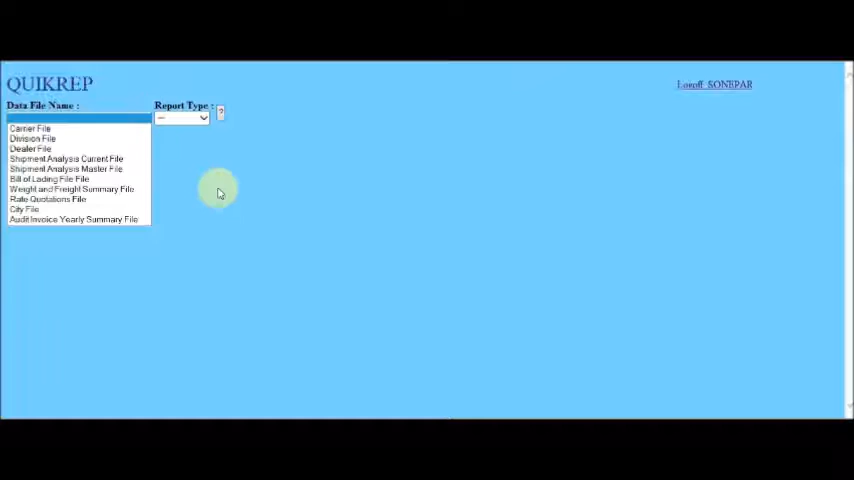 QUIKREP
Logoff SONEPAR
Data File Name :
Report Type :
---
?
Carrier File
Division File
Dealer File
Shipment Analysis Current File
Shipment Analysis Master File
Bill of Lading File File
Weight and Freight Summary File
Rate Quotations File
City File
Audit Invoice Yearly Summary File